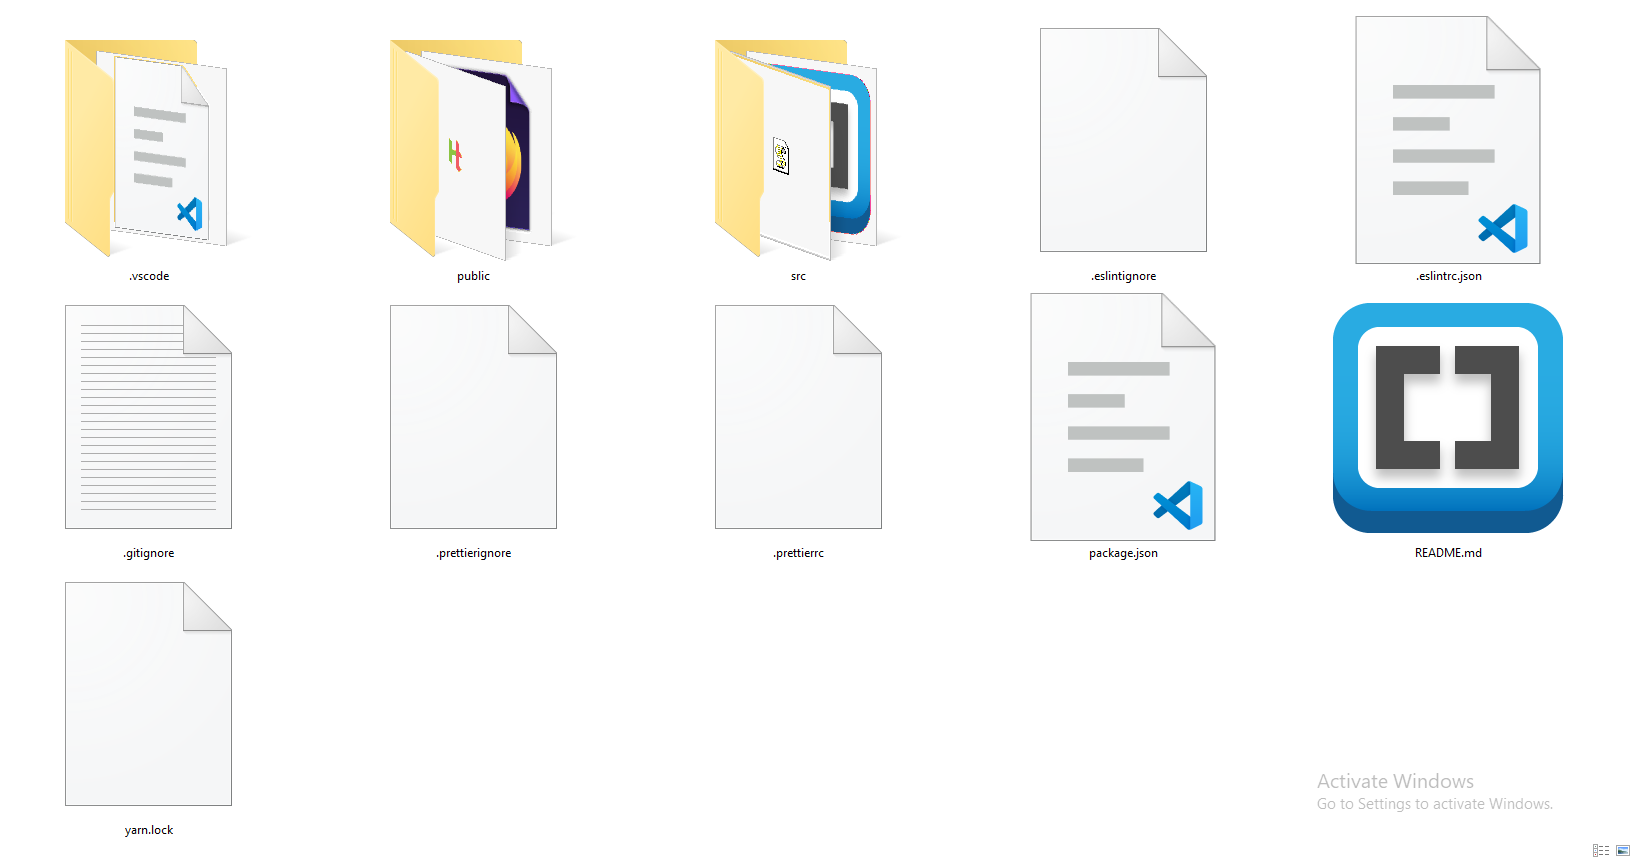 .vscode
public
src
.eslintignore
.eslintrc.json
.gitignore
.prettierignore
.prettierrc
package.json
README.md
yarn.lock
Activate Windows
Go to Settings to activate Windows.